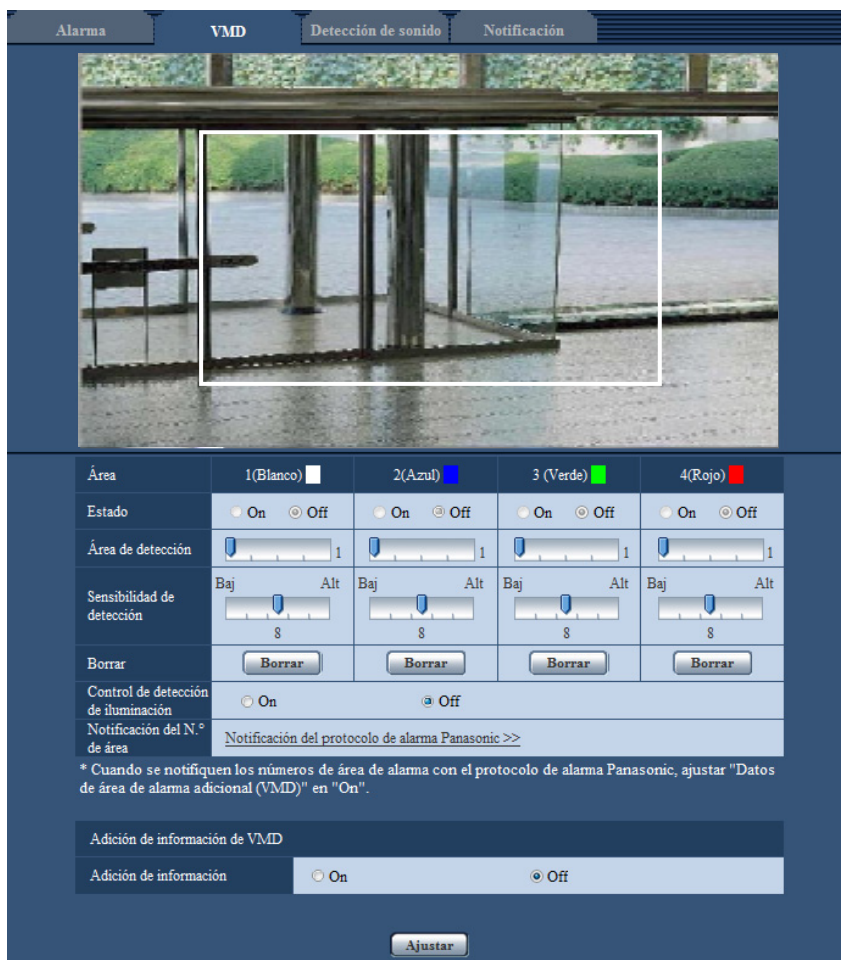 Alarma VMD Detección de sonido Notificación
Área 1(Blanco) 2(Azul) 3 (Verde) 4(Rojo)
Estado On Off On Off On Off On Off
Área de detección 1 1 1 1
Baj Alt Baj Alt Baj Alt Baj Alt
Sensibilidad de
detección
8 8 8 8
Borrar Borrar Borrar Borrar Borrar
Control de detección
de iluminación On Off
Notificación del N.°
de área Notificación del protocolo de alarma Panasonic >>
* Cuando se notifiquen los números de área de alarma con el protocolo de alarma Panasonic, ajustar "Datos
de área de alarma adicional (VMD)" en "On".
Adición de información de VMD
Adición de información On Off
Ajustar